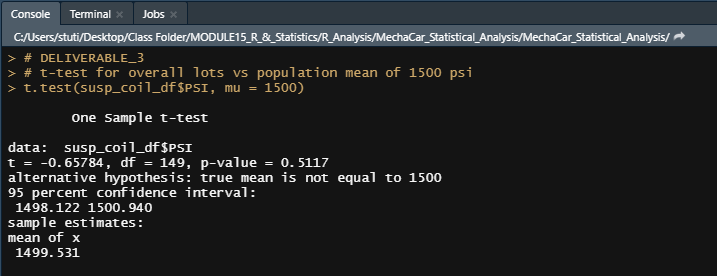 Console Terminal × Jobs ×
C:/Users/stuti/Desktop/Class Folder/MODULE15_R_&_Statistics/R_Analysis/MechaCar_Statistical_Analysis/MechaCar_Statistical_Analysis/
> # DELIVERABLE_3
> # t-test for overall lots vs population mean of 1500 psi
> t.test(susp_coil_df$PSI, mu = 1500)
One Sample t-test
data:  susp_coil_df$PSI
t = -0.65784, df = 149, p-value = 0.5117
alternative hypothesis: true mean is not equal to 1500
95 percent confidence interval:
1498.122 1500.940
sample estimates:
mean of x
1499.531